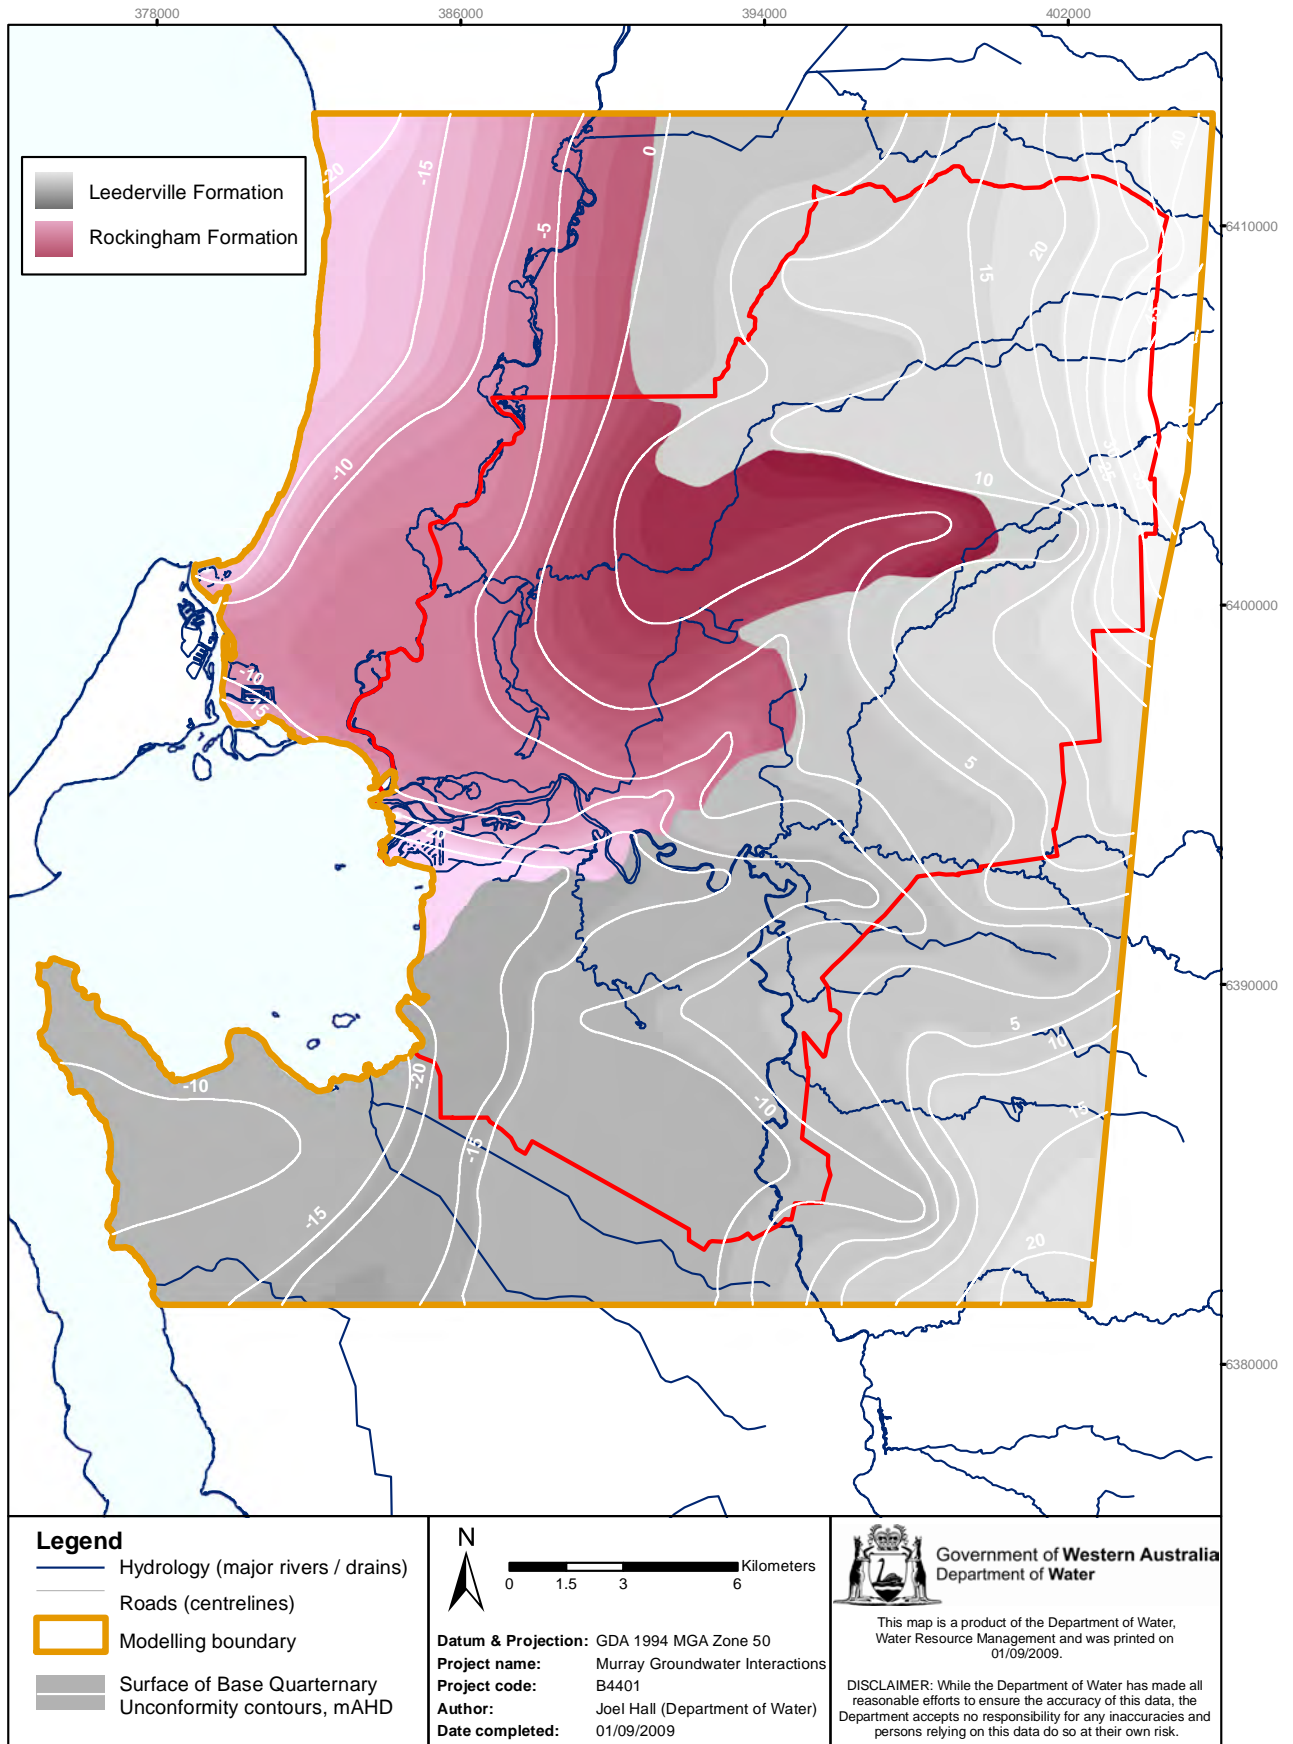 378000
386000
394000
402000
Leederville Formation
Rockingham Formation
-20
-15
-5
0
40
6410000
15
20
-10
10
25
6400000
-10
-15
5
-20
6390000
5
10
-10
-20
-10
15
-15
-15
20
6380000
Legend
Hydrology (major rivers / drains)
Roads (centrelines)
Modelling boundary
Surface of Base Quaternary
Unconformity contours, mAHD
N
Kilometers
0 1.5 3 6
Datum & Projection: GDA 1994 MGA Zone 50
Project name: Murray Groundwater Interactions
Project code: B4401
Author: Joel Hall (Department of Water)
Date completed: 01/09/2009
Government of Western Australia
Department of Water
This map is a product of the Department of Water,
Water Resource Management and was printed on
01/09/2009.
DISCLAIMER: While the Department of Water has made all
reasonable efforts to ensure the accuracy of this data, the
Department accepts no responsibility for any inaccuracies and
persons relying on this data do so at their own risk.